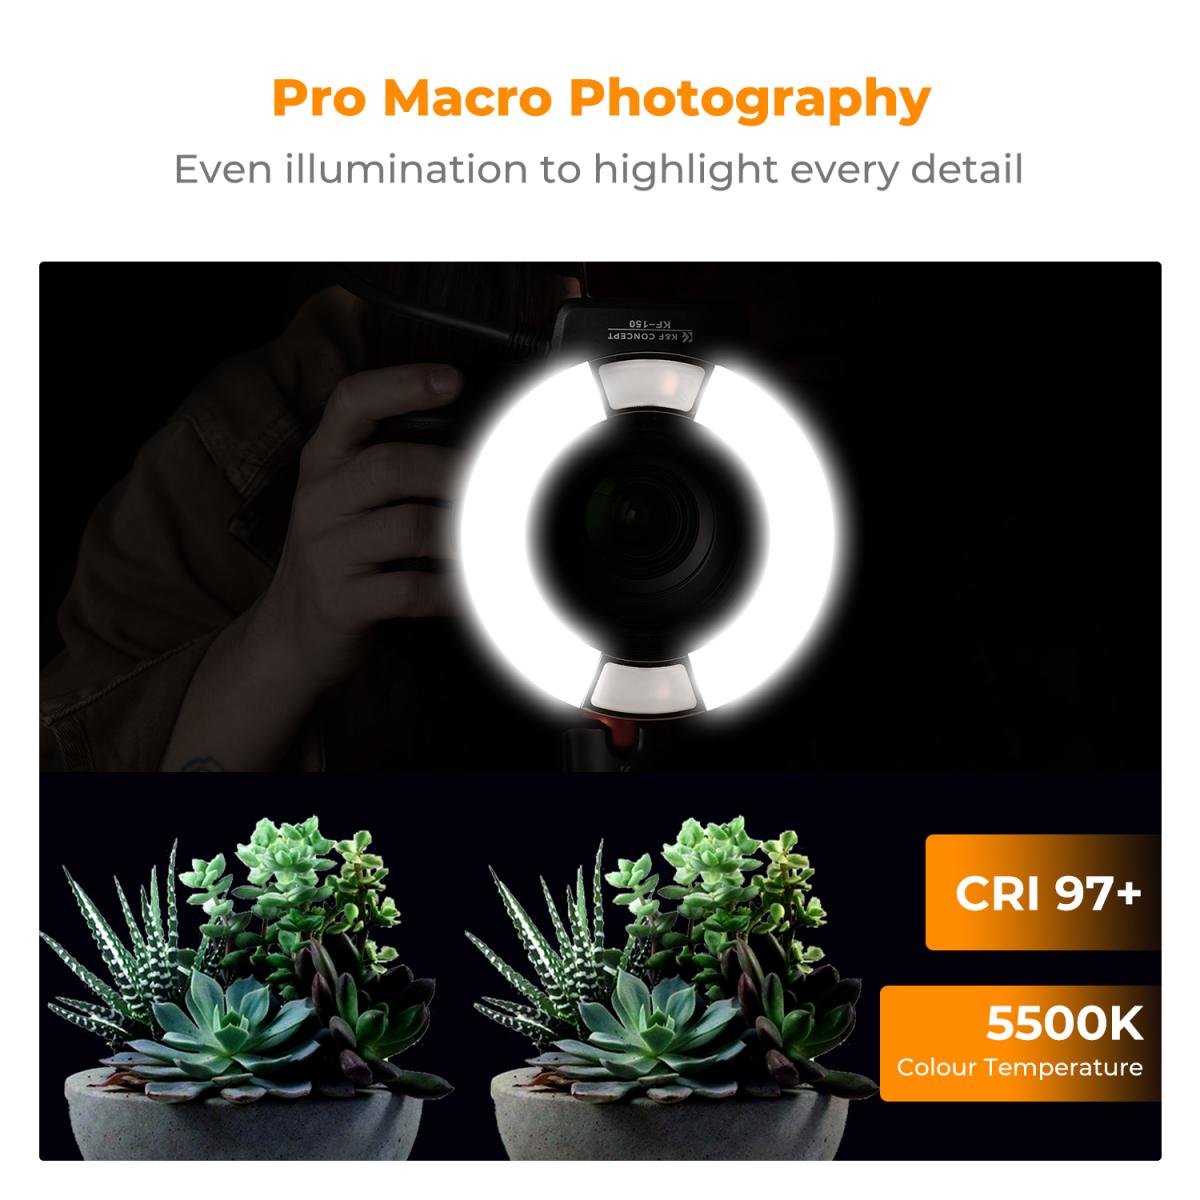 Pro Macro Photography
Even illumination to highlight every detail
KF-150
K&F CONCEPT
CRI 97+
5500K
Colour Temperature